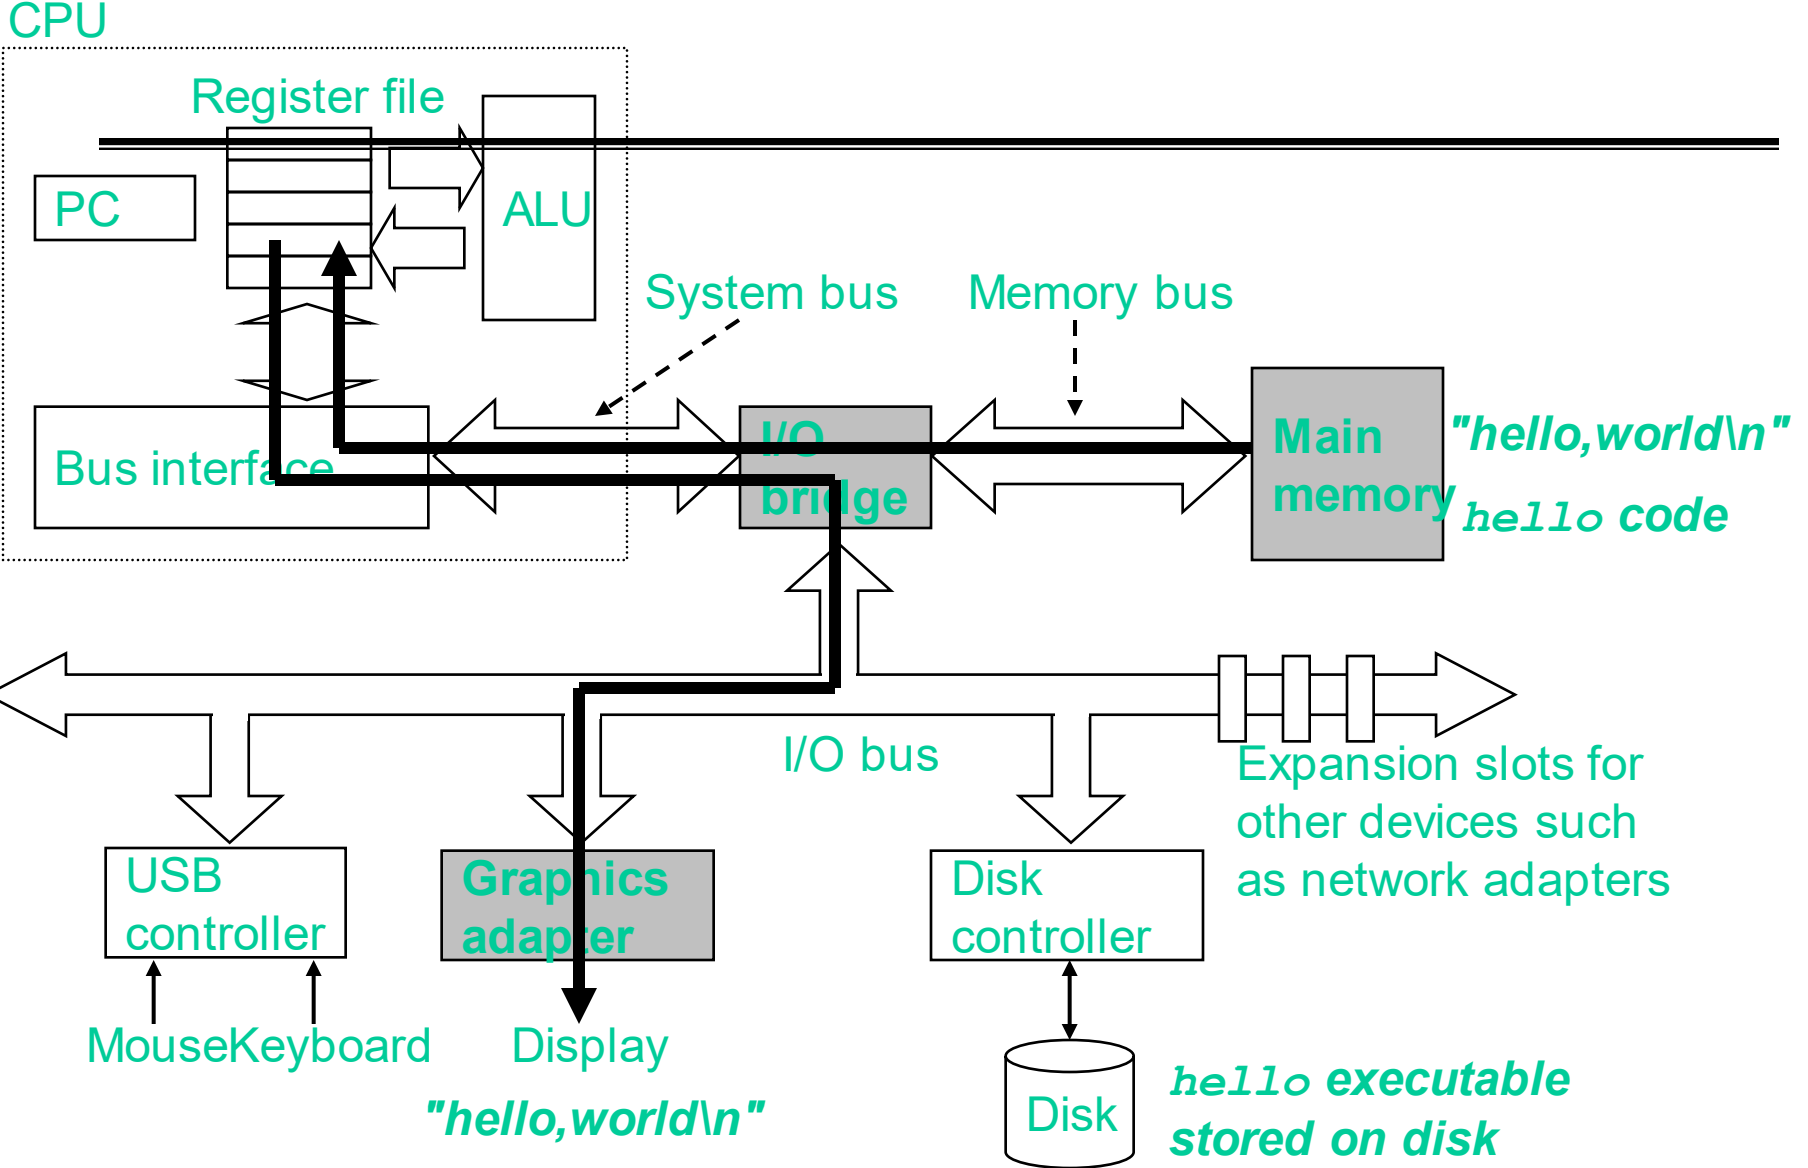 CPU
Register file
PC
ALU
System bus
Memory bus
Bus interface
I/O
bridge
Main
memory
"hello,world\n"
hello code
I/O bus
Expansion slots for
other devices such
as network adapters
USB
controller
Graphics
adapter
Disk
controller
Mouse
Keyboard
Display
"hello,world\n"
Disk
hello executable
stored on disk